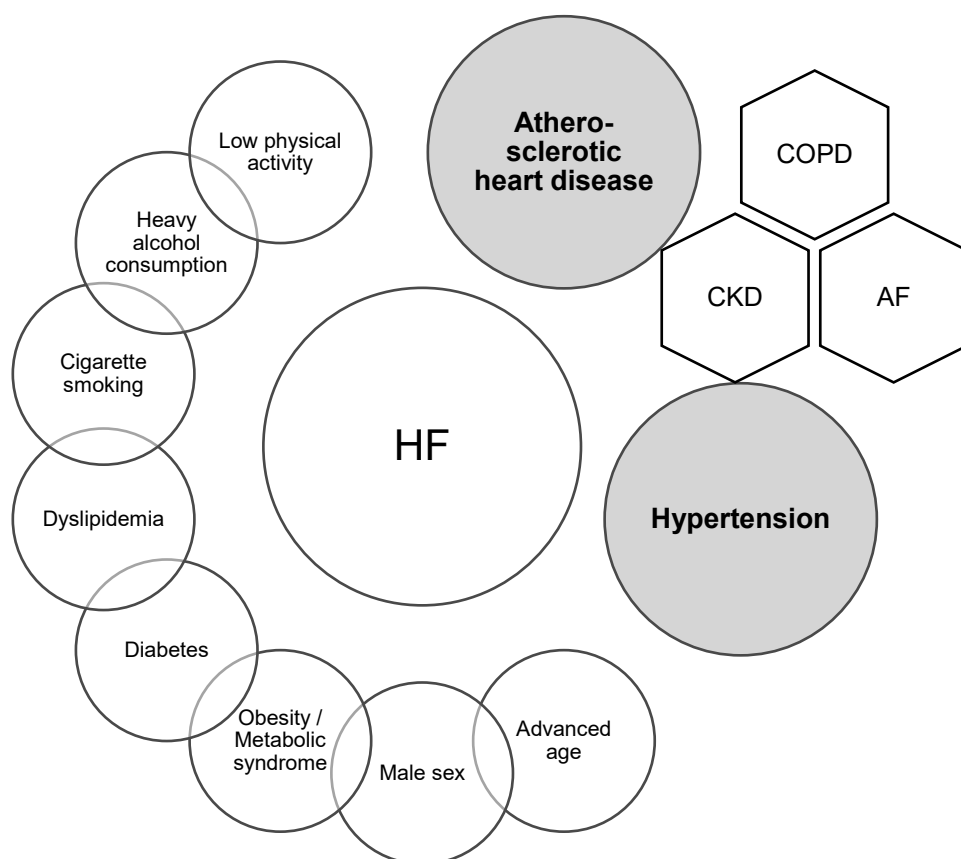 Athero-
sclerotic
heart disease
COPD
CKD
AF
Low physical
activity
Heavy
alcohol
consumption
Cigarette
smoking
HF
Hypertension
Dyslipidemia
Diabetes
Obesity /
Metabolic
syndrome
Male sex
Advanced
age